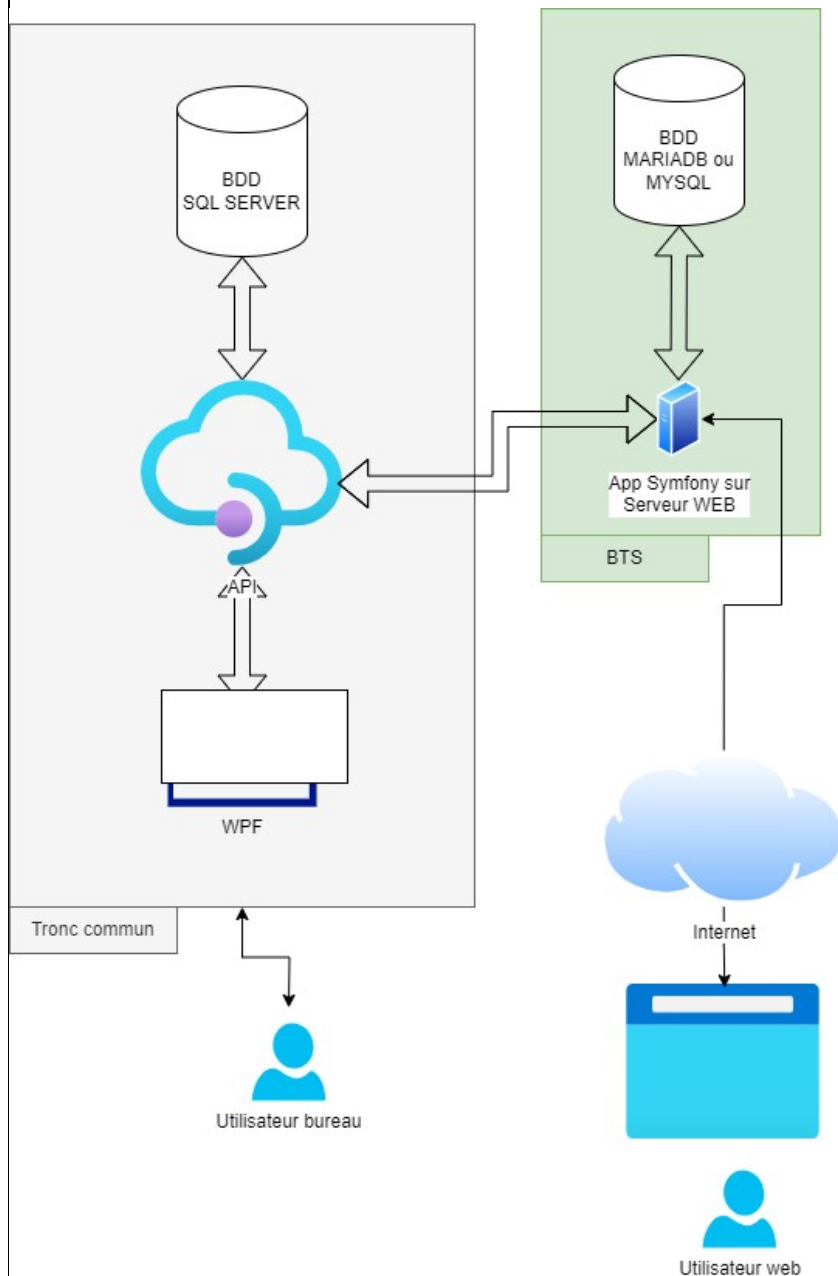 BDD
SQL SERVER
BDD
MARIADB ou
MYSQL
App Symfony sur
Serveur WEB
BTS
API
WPF
Tronc commun
Internet
Utilisateur bureau
Utilisateur web